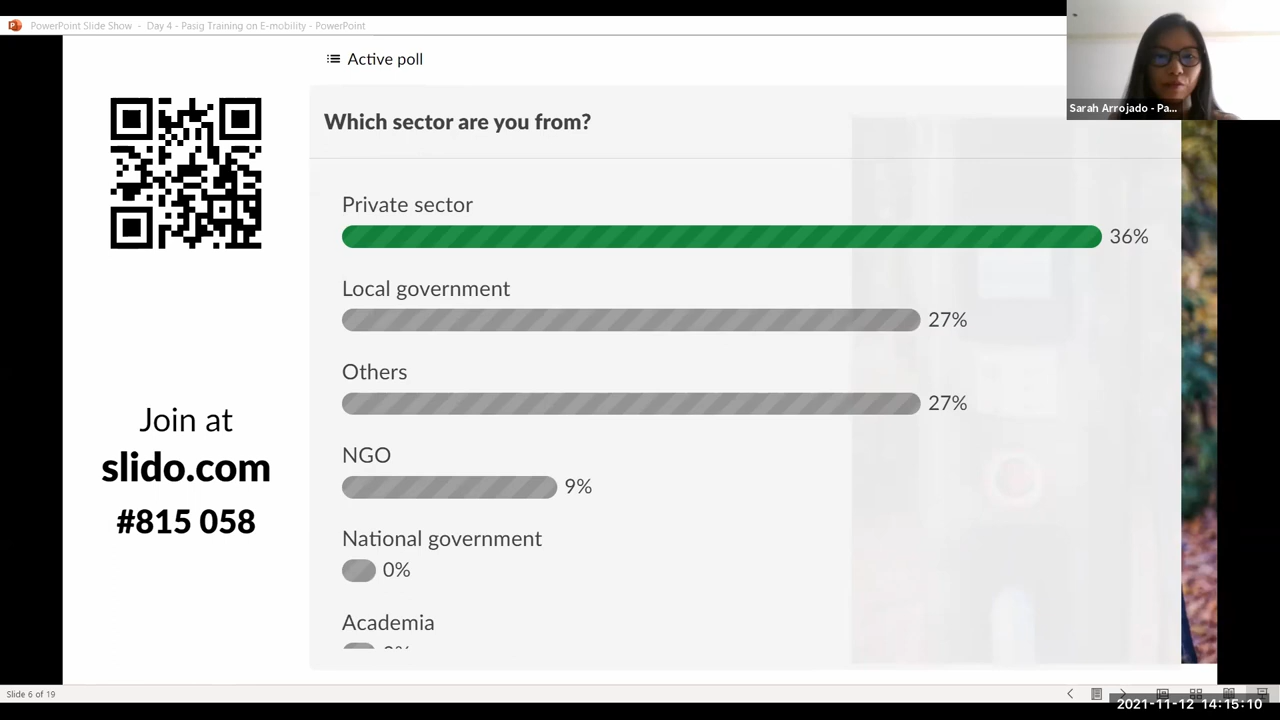 PowerPoint Slide Show - Day 4 - Pasig Training on E-mobility - PowerPoint
Active poll
Sarah Arrojado - Pa...
Which sector are you from?
Private sector
36%
Local government
27%
Others
27%
NGO
9%
National government
0%
Academia
Join at
slido.com
#815 058
Slide 6 of 19
2021-11-12 14:15:10